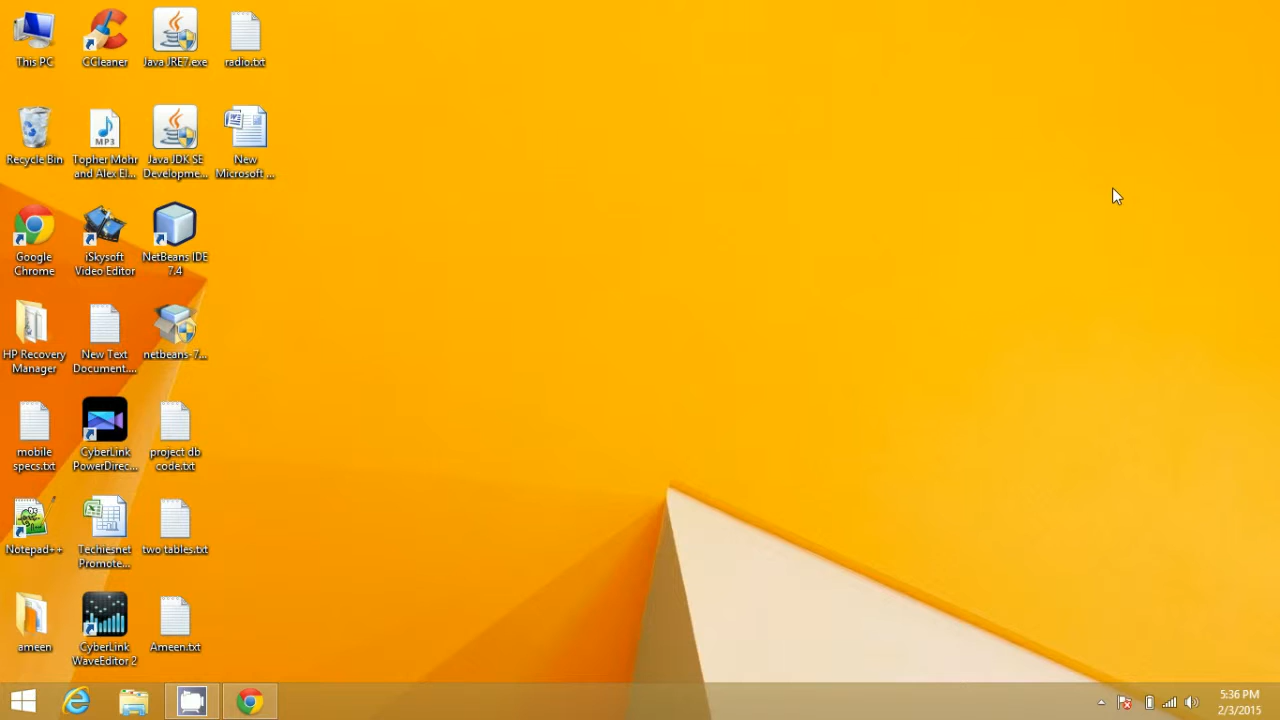 This PC
CCleaner
Java JRE7.exe
radio.txt
Recycle Bin
MP3
Topher Mohr
and Alex El...
Java JDK SE
Developme...
New
Microsoft ...
Google
Chrome
iSkysoft
Video Editor
NetBeans IDE
7.4
HP Recovery
Manager
New Text
Document....
netbeans-7...
mobile
specs.txt
CyberLink
PowerDirec...
project db
code.txt
Notepad++
Techiesnet
Promote...
two tables.txt
ameen
CyberLink
WaveEditor 2
Ameen.txt
5:36 PM
2/3/2015